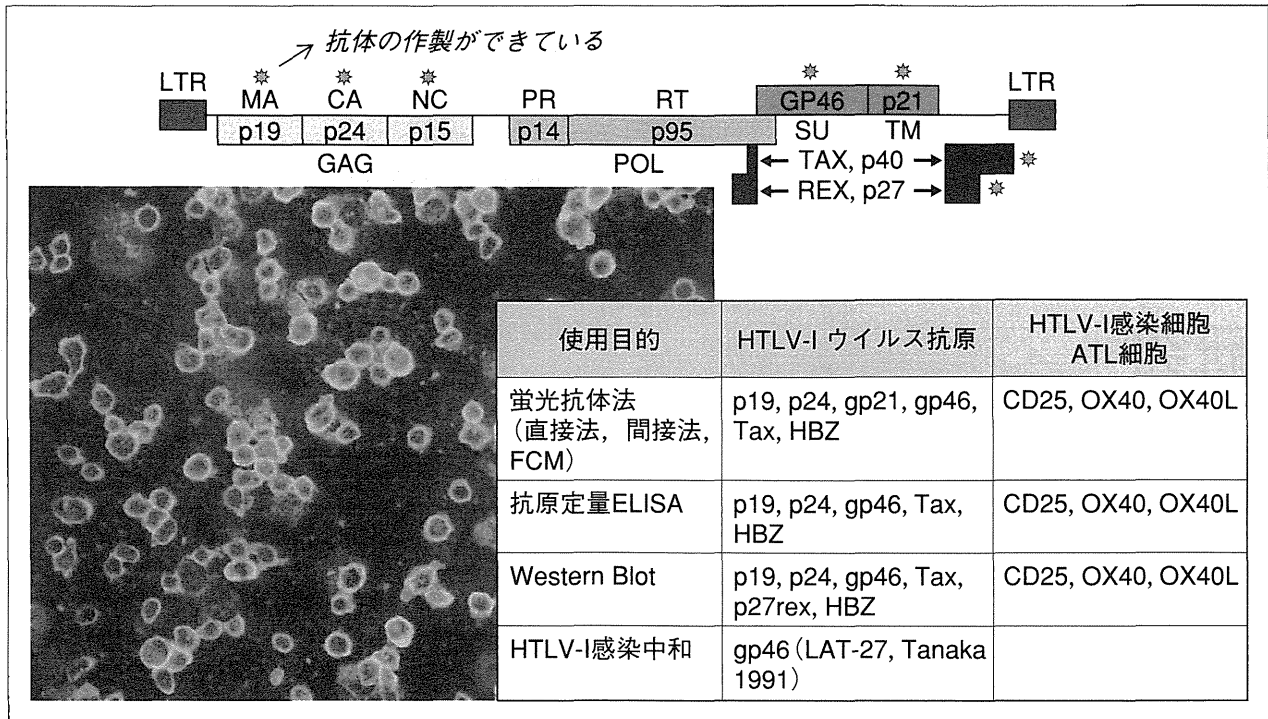 抗体の作製ができている
LTR
MA
CA
NC
PR
RT
GP46
p21
LTR
p19
p24
p15
p14
p95
SU
TM
GAG
POL
TAX, p40
REX, p27
使用目的
HTLV-I ウイルス抗原
HTLV-I感染細胞
ATL細胞
蛍光抗体法
（直接法，間接法，
FCM）
p19, p24, gp21, gp46,
Tax, HBZ
CD25, OX40, OX40L
抗原定量ELISA
p19, p24, gp46, Tax,
HBZ
CD25, OX40, OX40L
Western Blot
p19, p24, gp46, Tax,
p27rex, HBZ
CD25, OX40, OX40L
HTLV-I感染中和
gp46（LAT-27, Tanaka
1991）